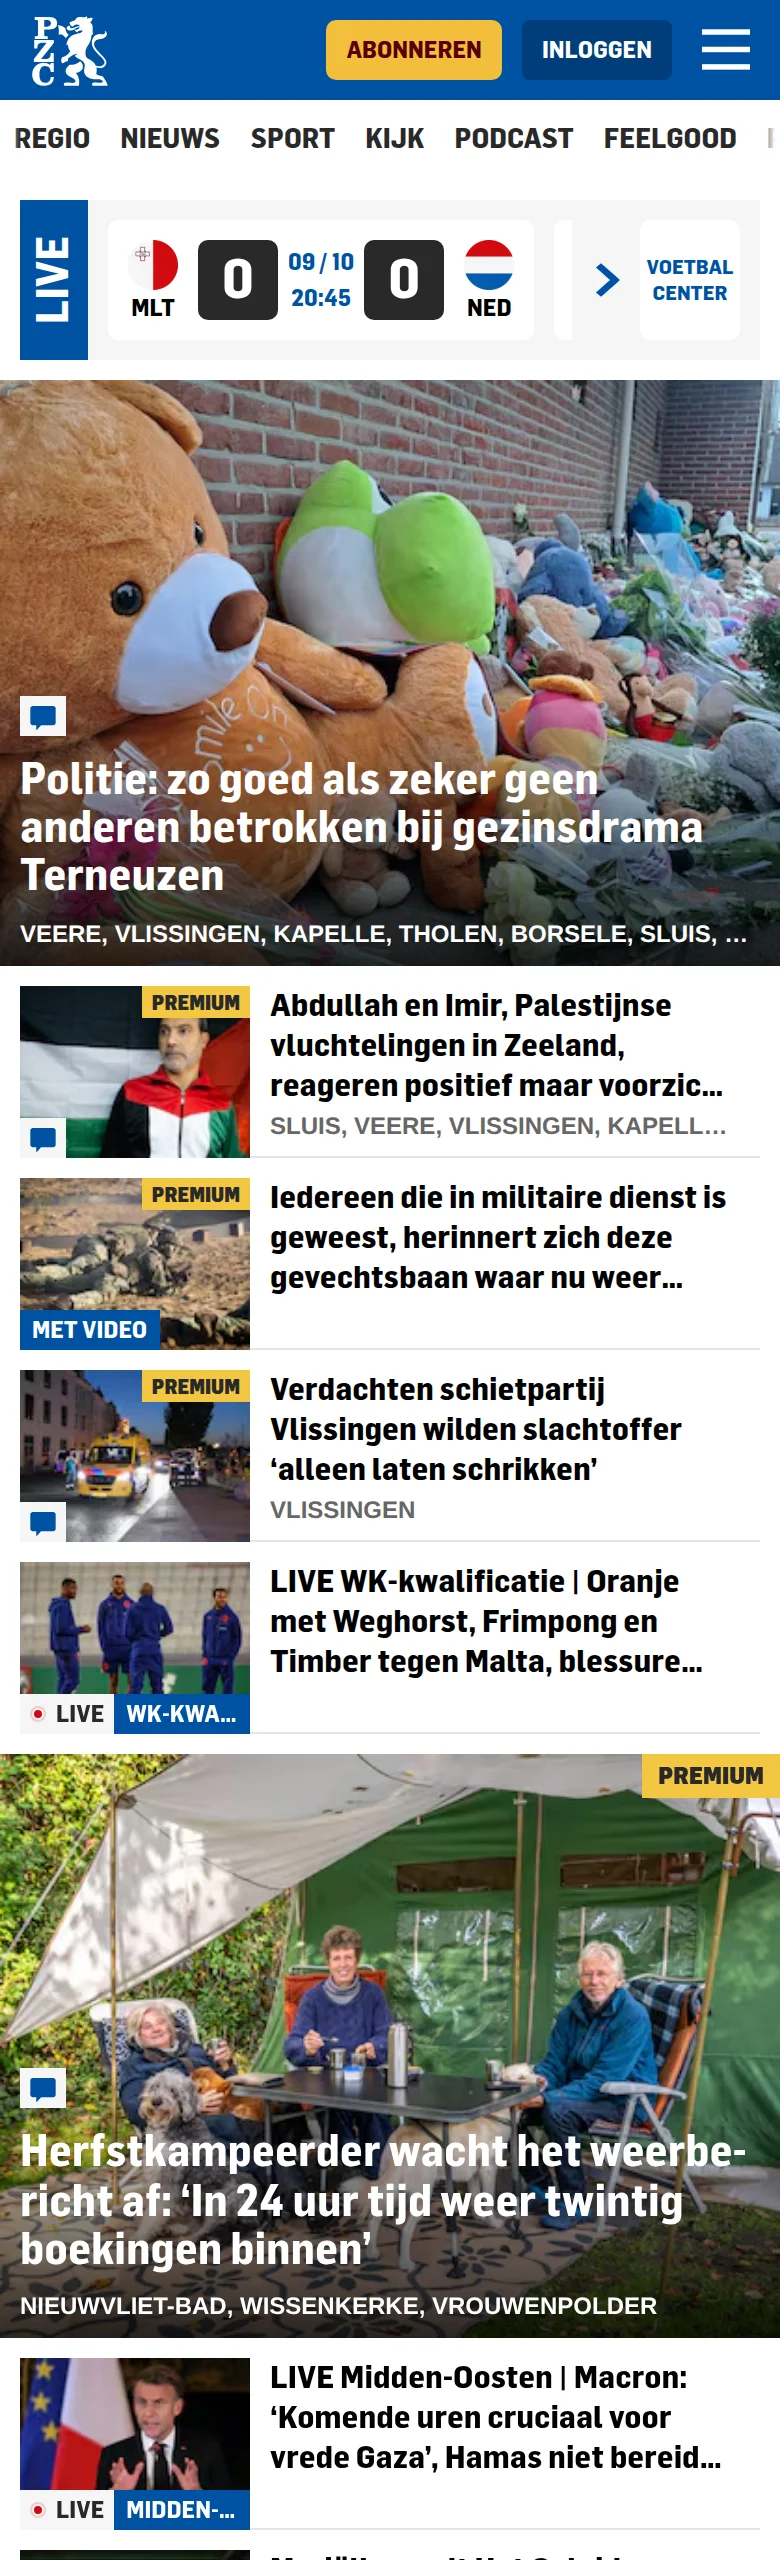 PZC
ABONNEREN
INLOGGEN
REGIO NIEUWS SPORT KIJK PODCAST FEELGOOD
LIVE
MLT
0
09 / 10
20:45
0
NED
VOETBAL
CENTER
Smile On
Politie: zo goed als zeker geen
anderen betrokken bij gezinsdrama
Terneuzen
VEERE, VLISSINGEN, KAPELLE, THOLEN, BORSELE, SLUIS, ...
PREMIUM
Abdullah en Imir, Palestijnse
vluchtelingen in Zeeland,
reageren positief maar voorzic...
SLUIS, VEERE, VLISSINGEN, KAPELL...
PREMIUM
MET VIDEO
Iedereen die in militaire dienst is
geweest, herinnert zich deze
gevechtsbaan waar nu weer...
PREMIUM
Verdachten schietpartij
Vlissingen wilden slachtoffer
‘alleen laten schrikken’
VLISSINGEN
LIVE WK-KWA...
LIVE WK-kwalificatie | Oranje
met Weghorst, Frimpong en
Timber tegen Malta, blessure...
PREMIUM
Herfstkampeerder wacht het weerbe-
richt af: ‘In 24 uur tijd weer twintig
boekingen binnen’
NIEUWVLIET-BAD, WISSENKERKE, VROUWENPOLDER
LIVE MIDDEN-...
LIVE Midden-Oosten | Macron:
‘Komende uren cruciaal voor
vrede Gaza’, Hamas niet bereid...